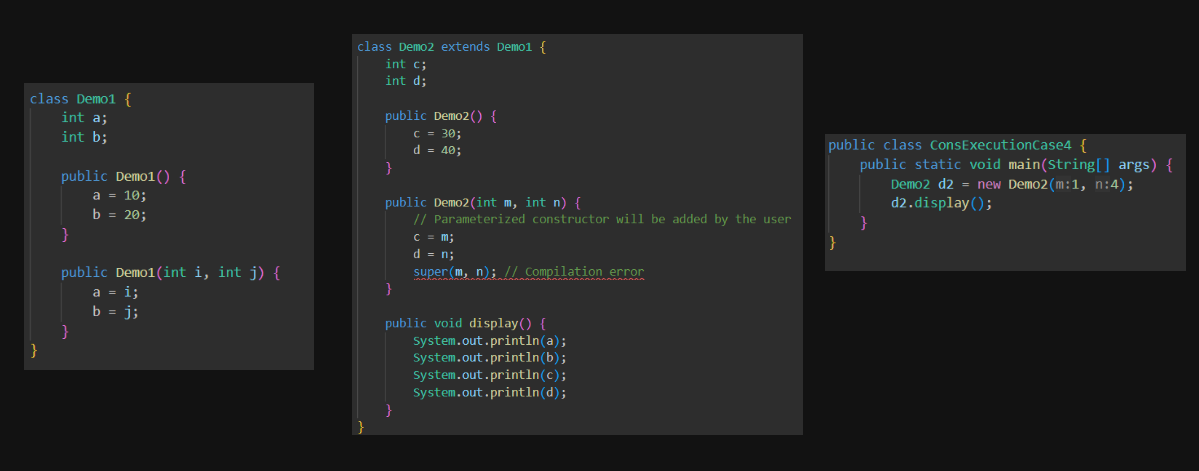 class Demo1 {
int a;
int b;
public Demo1() {
a = 10;
b = 20;
}
public Demo1(int i, int j) {
a = i;
b = j;
}
}
class Demo2 extends Demo1 {
int c;
int d;
public Demo2() {
c = 30;
d = 40;
}
public Demo2(int m, int n) {
// Parameterized constructor will be added by the user
c = m;
d = n;
super(m, n); // Compilation error
}
public void display() {
System.out.println(a);
System.out.println(b);
System.out.println(c);
System.out.println(d);
}
}
public class ConsExecutionCase4 {
public static void main(String[] args) {
Demo2 d2 = new Demo2(m:1, n:4);
d2.display();
}
}